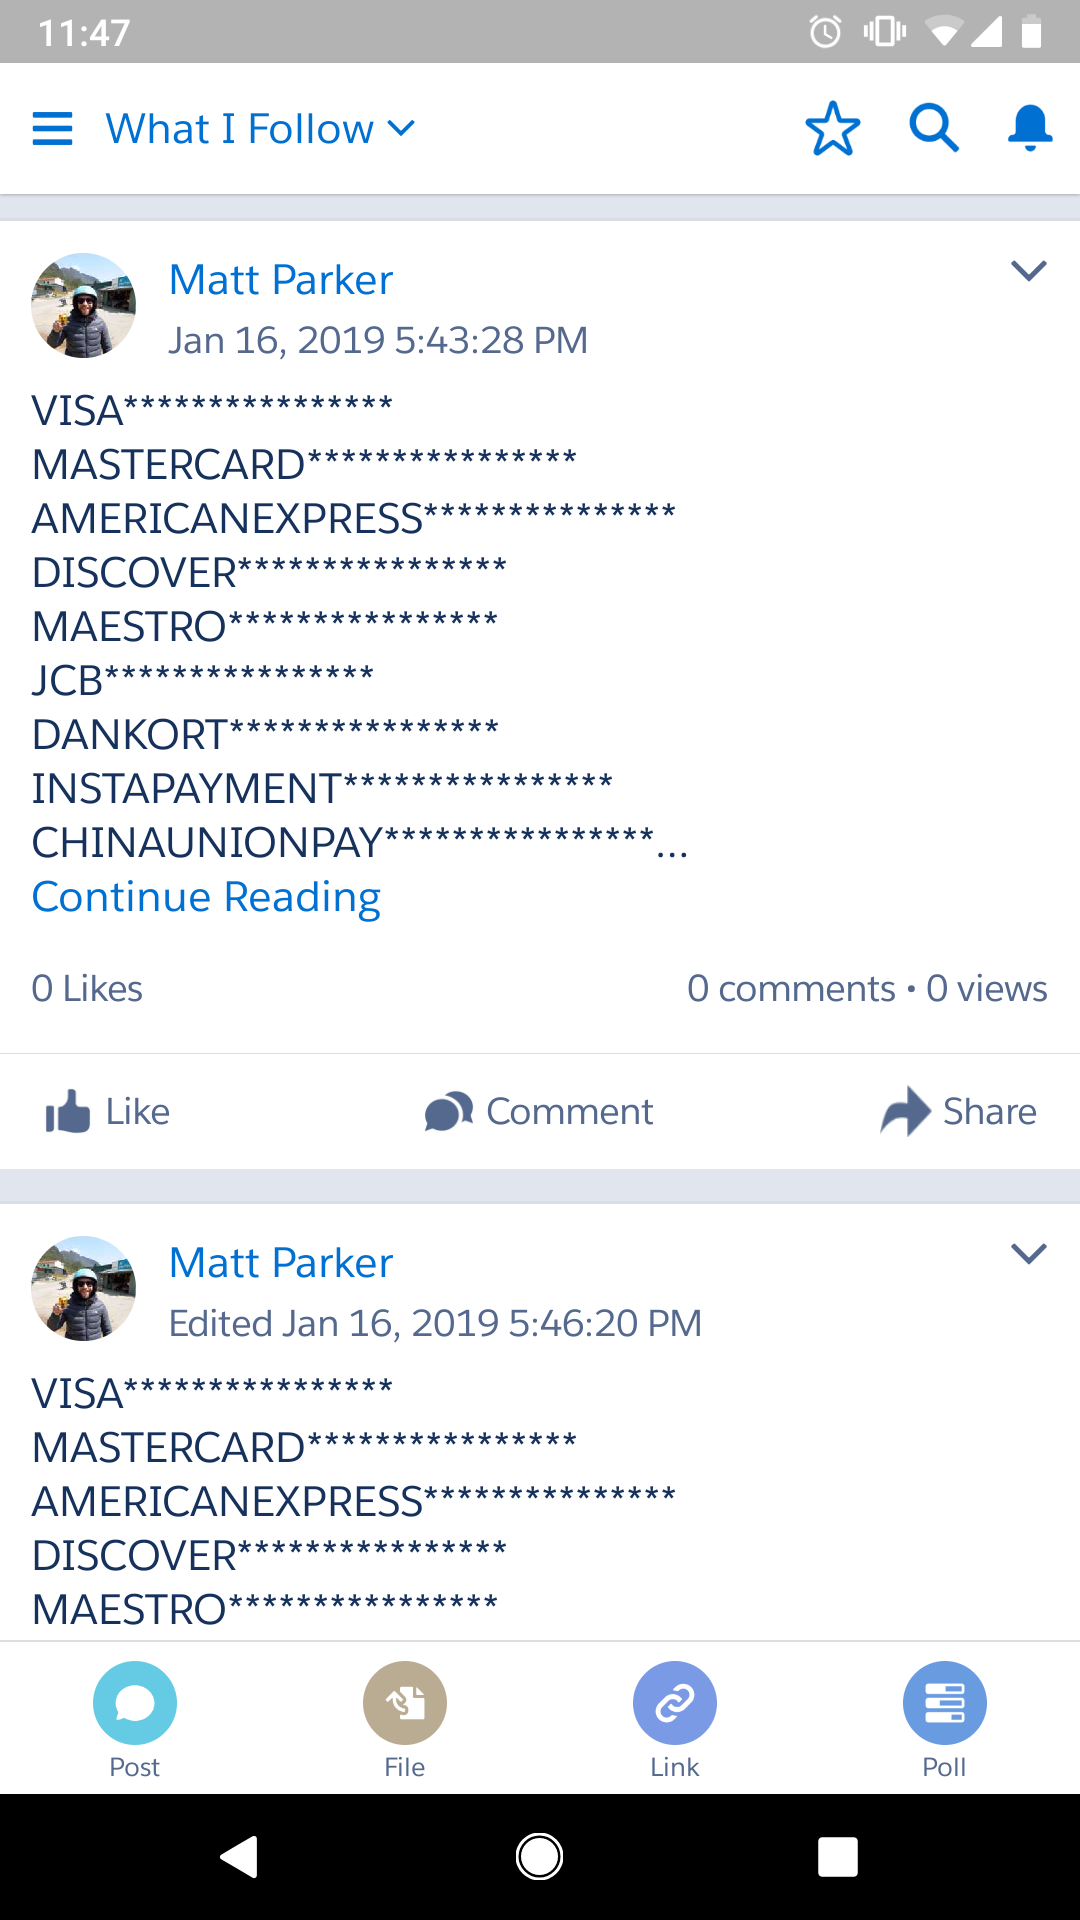 11:47
What I Follow
Matt Parker
Jan 16, 2019 5:43:28 PM
VISA****************
MASTERCARD****************
AMERICANEXPRESS***************
DISCOVER****************
MAESTRO****************
JCB****************
DANKORT****************
INSTAPAYMENT****************
CHINAUNIONPAY****************...
Continue Reading
0 Likes
0 comments • 0 views
Like
Comment
Share
Matt Parker
Edited Jan 16, 2019 5:46:20 PM
VISA****************
MASTERCARD****************
AMERICANEXPRESS***************
DISCOVER****************
MAESTRO****************
Post
File
Link
Poll